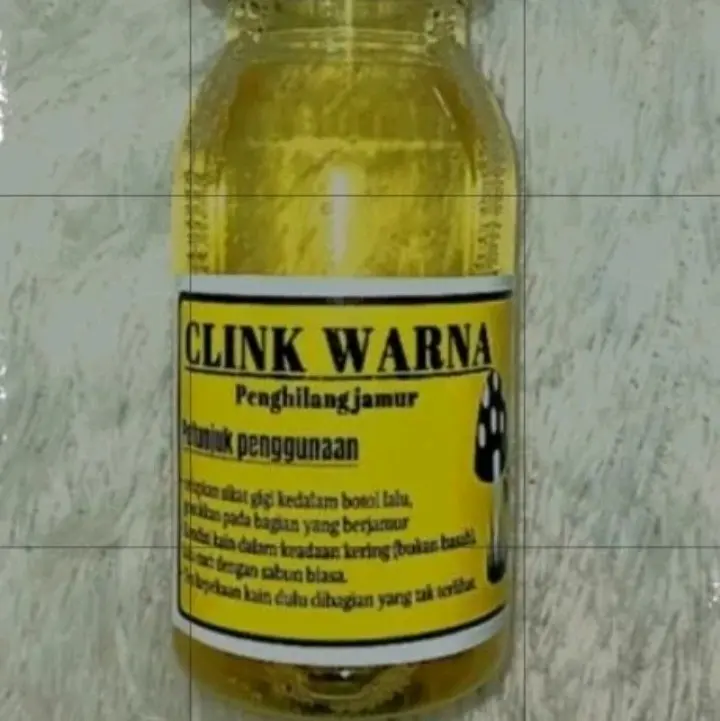 CLINK WARNA
Penghilang jamur
Petunjuk penggunaan
sikat gigi kedalam botol lalu,
pada bagian yang berjamur
kain dalam keadaan kering (bukan basah).
dengan sabun biasa.
kepekaan kain dulu dibagian yang tak terlihat.